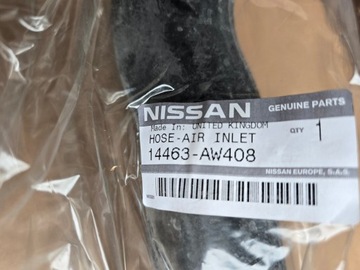 NISSAN GENUINE PARTS
Made In: UNITED KINGDOM
HOSE-AIR INLET QTY 1
14463-AW408
NISSAN EUROPE, S.A.S.